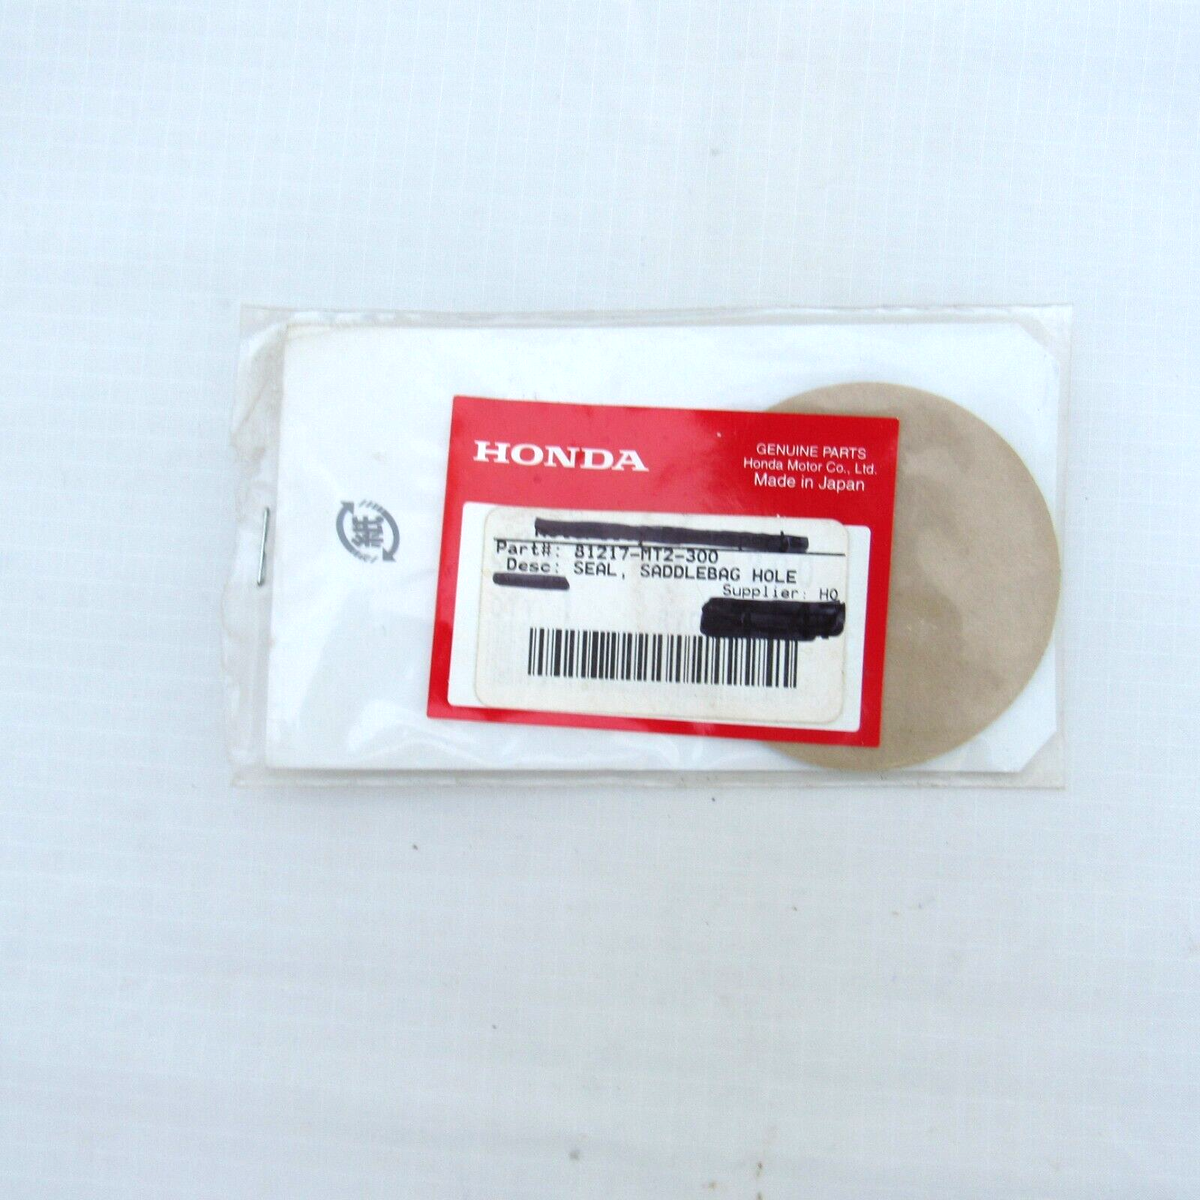 HONDA
GENUINE PARTS
Honda Motor Co., Ltd.
Made in Japan
紙
Part#: 81217-MT2-300
Desc: SEAL, SADDLEBAG HOLE
Supplier: HO